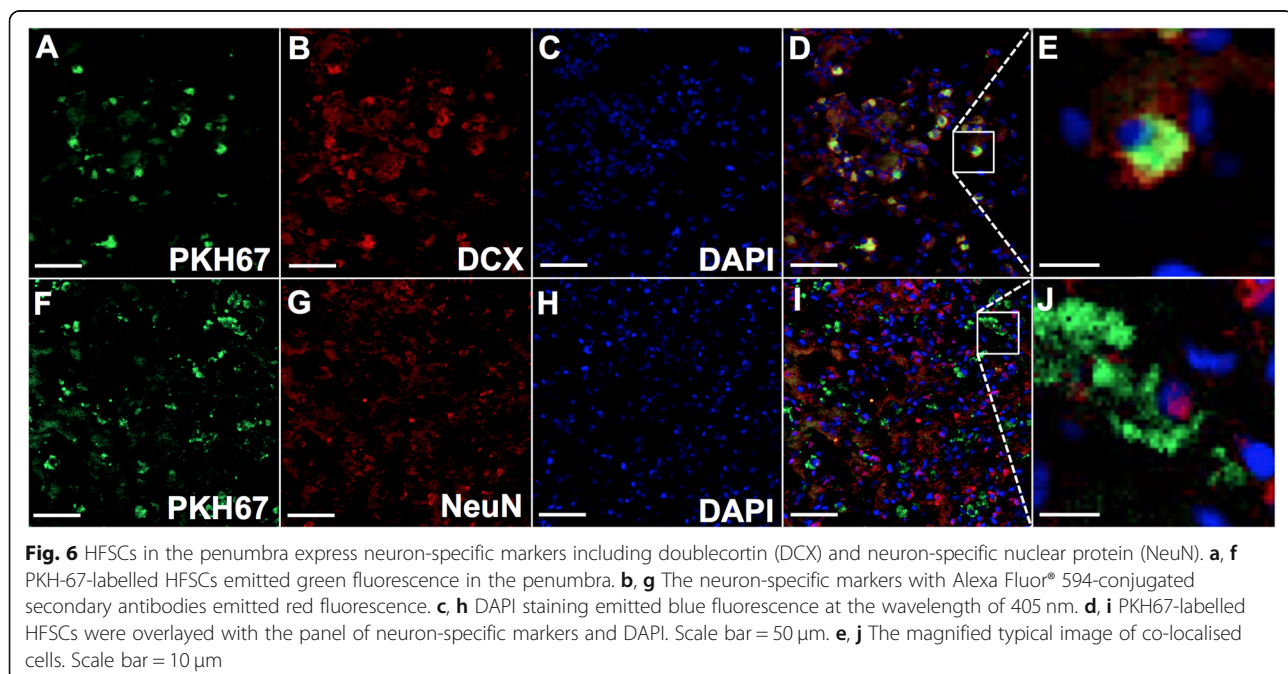 A B C D E
PKH67 DCX DAPI
F G H I J
PKH67 NeuN DAPI
Fig. 6 HFSCs in the penumbra express neuron-specific markers including doublecortin (DCX) and neuron-specific nuclear protein (NeuN). a, f
PKH-67-labelled HFSCs emitted green fluorescence in the penumbra. b, g The neuron-specific markers with Alexa Fluor® 594-conjugated
secondary antibodies emitted red fluorescence. c, h DAPI staining emitted blue fluorescence at the wavelength of 405 nm. d, i PKH67-labelled
HFSCs were overlayed with the panel of neuron-specific markers and DAPI. Scale bar = 50 μm. e, j The magnified typical image of co-localised
cells. Scale bar = 10 μm